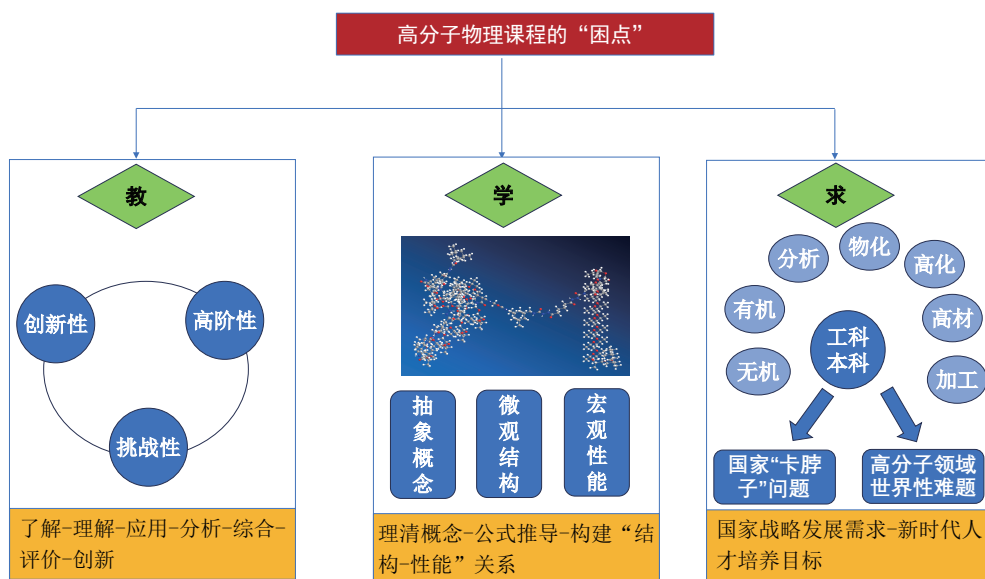 高分子物理课程的“困点”
教
创新性
高阶性
挑战性
了解-理解-应用-分析-综合-
评价-创新
学
抽象概念
微观结构
宏观性能
理清概念-公式推导-构建“结
构-性能”关系
求
无机
有机
分析
物化
高化
高材
加工
工科
本科
国家“卡脖
子”问题
高分子领域
世界性难题
国家战略发展需求-新时代人
才培养目标